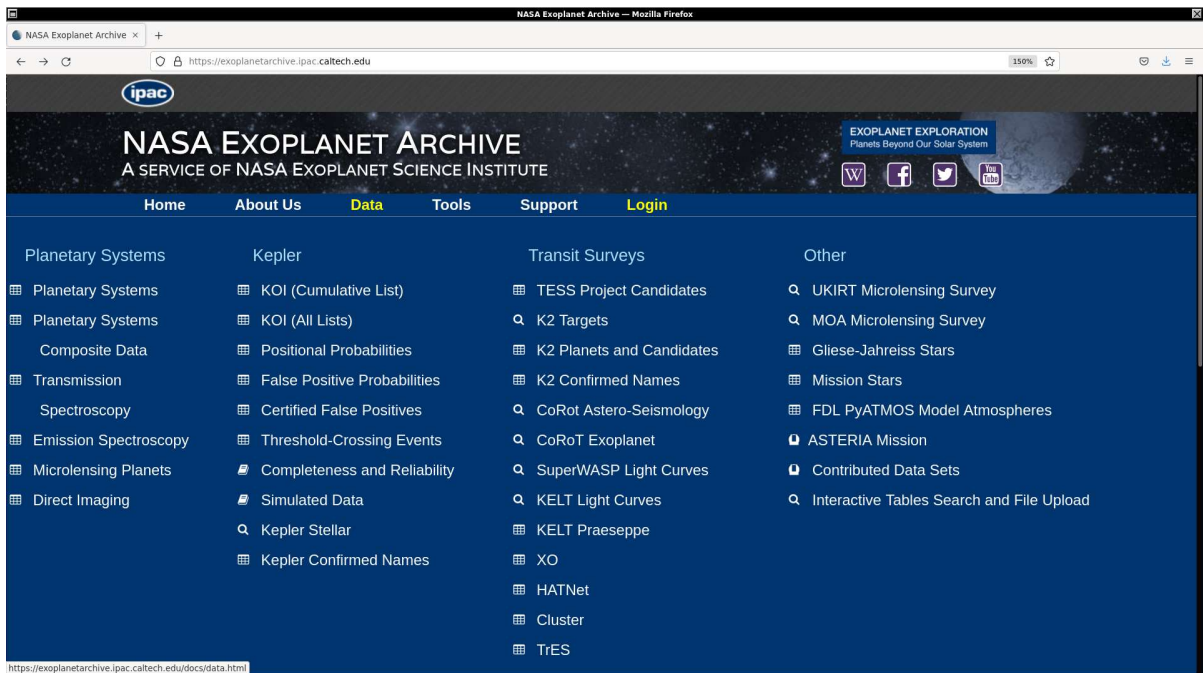 NASA Exoplanet Archive — Mozilla Firefox
NASA Exoplanet Archive
https://exoplanetarchive.ipac.caltech.edu
150%
ipac
NASA EXOPLANET ARCHIVE
A SERVICE OF NASA EXOPLANET SCIENCE INSTITUTE
EXOPLANET EXPLORATION
Planets Beyond Our Solar System
W f You Tube
Home About Us Data Tools Support Login
Planetary Systems
Planetary Systems
Planetary Systems
Composite Data
Transmission
Spectroscopy
Emission Spectroscopy
Microlensing Planets
Direct Imaging
Kepler
KOI (Cumulative List)
KOI (All Lists)
Positional Probabilities
False Positive Probabilities
Certified False Positives
Threshold-Crossing Events
Completeness and Reliability
Simulated Data
Kepler Stellar
Kepler Confirmed Names
Transit Surveys
TESS Project Candidates
K2 Targets
K2 Planets and Candidates
K2 Confirmed Names
CoRot Astero-Seismology
CoRoT Exoplanet
SuperWASP Light Curves
KELT Light Curves
KELT Praeseppe
XO
HATNet
Cluster
TrES
Other
UKIRT Microlensing Survey
MOA Microlensing Survey
Gliese-Jahreiss Stars
Mission Stars
FDL PyATMOS Model Atmospheres
ASTERIA Mission
Contributed Data Sets
Interactive Tables Search and File Upload
https://exoplanetarchive.ipac.caltech.edu/docs/data.html